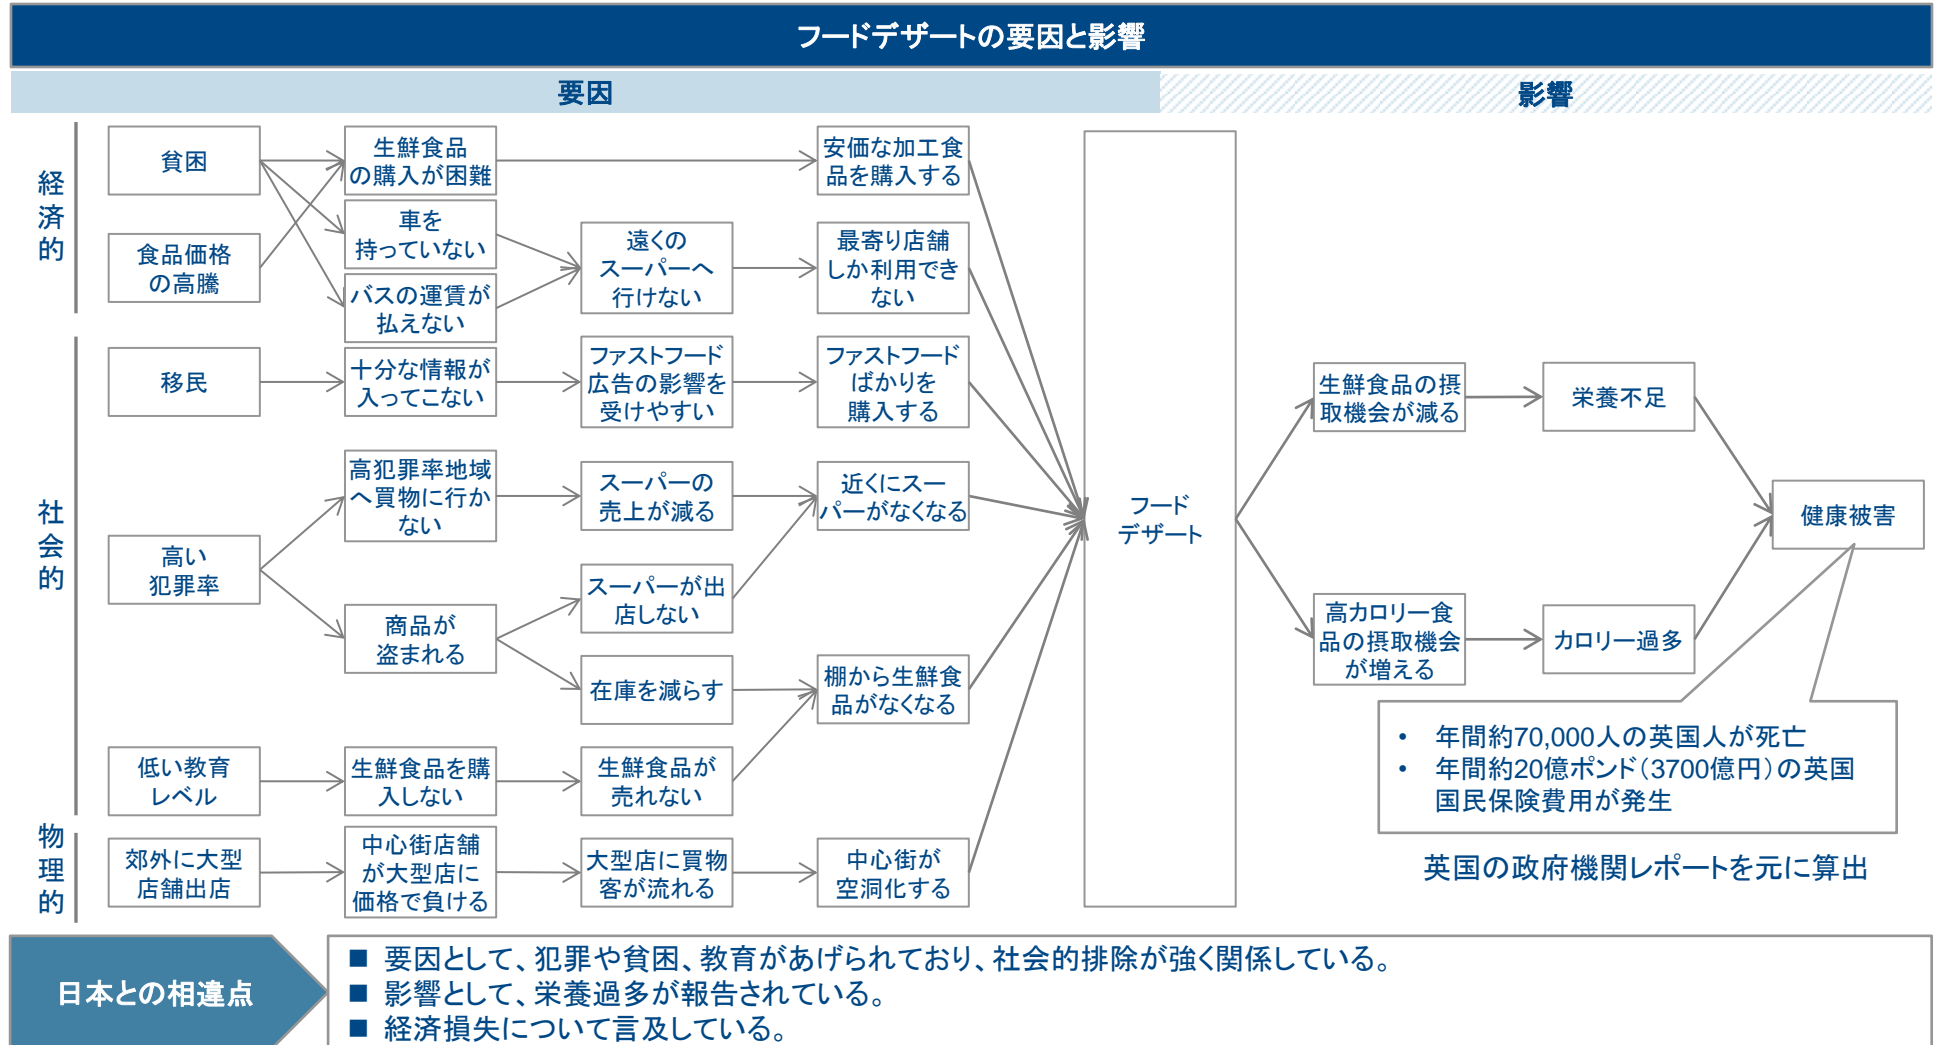 フードデザートの要因と影響
要因
影響
経済的
貧困
生鮮食品
の購入が困難
安価な加工食
品を購入する
車を
持っていない
食品価格
の高騰
バスの運賃が
払えない
遠くの
スーパーへ
行けない
最寄り店舗
しか利用でき
ない
社会的
移民
十分な情報が
入ってこない
ファストフード
広告の影響を
受けやすい
ファストフード
ばかりを
購入する
高い
犯罪率
高犯罪率地域
へ買物に行か
ない
スーパーの
売上が減る
近くにスー
パーがなくなる
商品が
盗まれる
スーパーが出
店しない
在庫を減らす
棚から生鮮食
品がなくなる
低い教育
レベル
生鮮食品を購
入しない
生鮮食品が
売れない
物理的
郊外に大型
店舗出店
中心街店舗
が大型店に
価格で負ける
大型店に買物
客が流れる
中心街が
空洞化する
フード
デザート
生鮮食品の摂
取機会が減る
栄養不足
高カロリー食
品の摂取機会
が増える
カロリー過多
健康被害
• 年間約70,000人の英国人が死亡
• 年間約20億ポンド（3700億円）の英国
国民保険費用が発生
英国の政府機関レポートを元に算出
日本との相違点
■ 要因として、犯罪や貧困、教育があげられており、社会的排除が強く関係している。
■ 影響として、栄養過多が報告されている。
■ 経済損失について言及している。